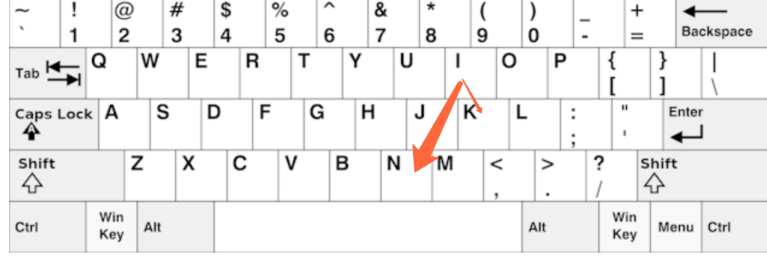 ~ ! @ # $ % ^ & * ( ) _ +
` 1 2 3 4 5 6 7 8 9 0 - = Backspace
Tab Q W E R T Y U I O P { } |
[ ] \
Caps Lock A S D F G H J K L : " Enter
; '
Shift Z X C V B N M < > ? Shift
, . /
Ctrl Win Key Alt Alt Win Key Menu Ctrl